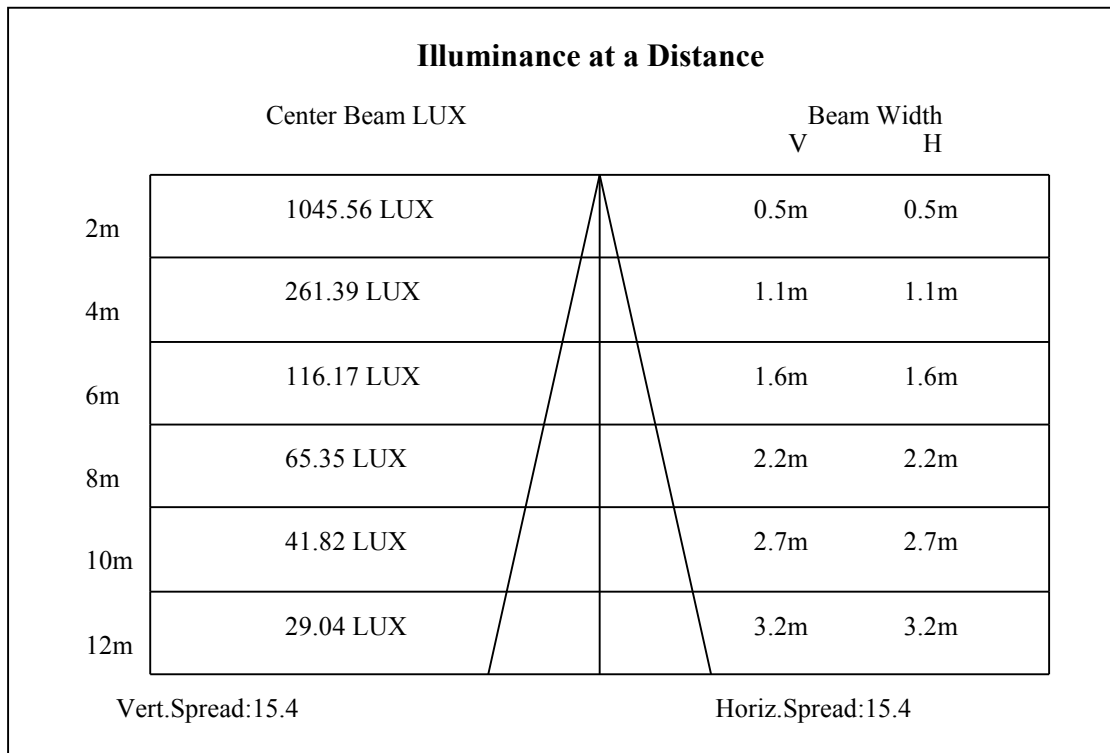 Illuminance at a Distance
Center Beam LUX Beam Width
V H
1045.56 LUX 0.5m 0.5m
2m
261.39 LUX 1.1m 1.1m
4m
116.17 LUX 1.6m 1.6m
6m
65.35 LUX 2.2m 2.2m
8m
41.82 LUX 2.7m 2.7m
10m
29.04 LUX 3.2m 3.2m
12m
Vert.Spread:15.4 Horiz.Spread:15.4